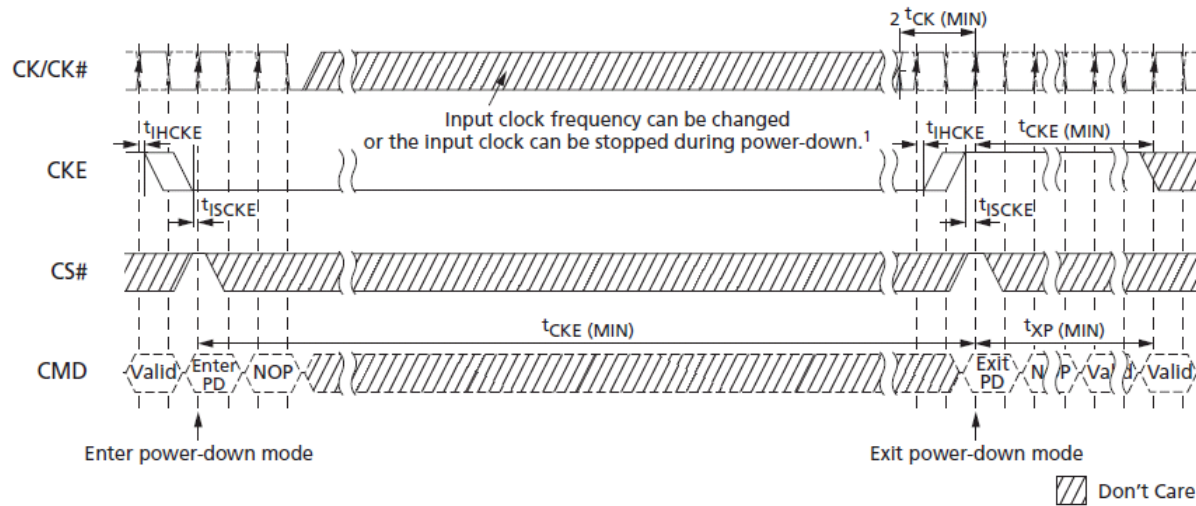 2 tCK (MIN)
CK/CK#
Input clock frequency can be changed
or the input clock can be stopped during power-down.1
tIHCKE
tIHCKE
tCKE (MIN)
CKE
tISCKE
tISCKE
CS#
tCKE (MIN)
tXP (MIN)
CMD
Valid
Enter
PD
NOP
Exit
PD
N P
Va d
Valid
Enter power-down mode
Exit power-down mode
Don't Care